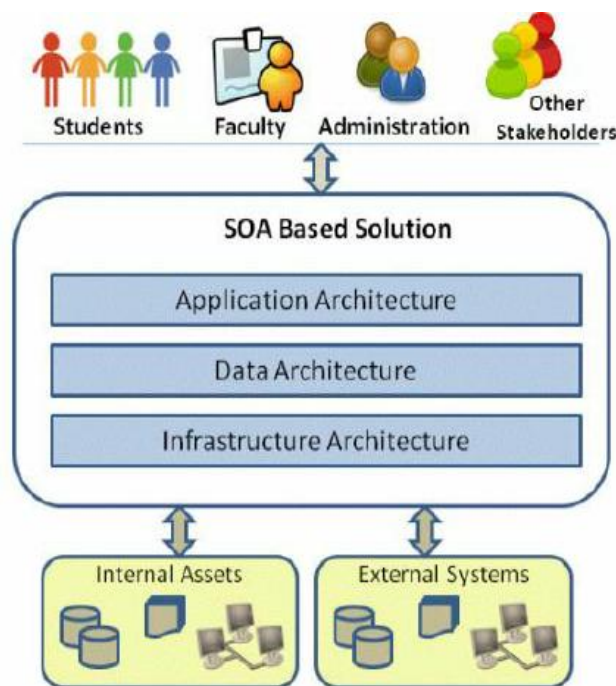 Students
Faculty
Administration
Other
Stakeholders
SOA Based Solution
Application Architecture
Data Architecture
Infrastructure Architecture
Internal Assets
External Systems